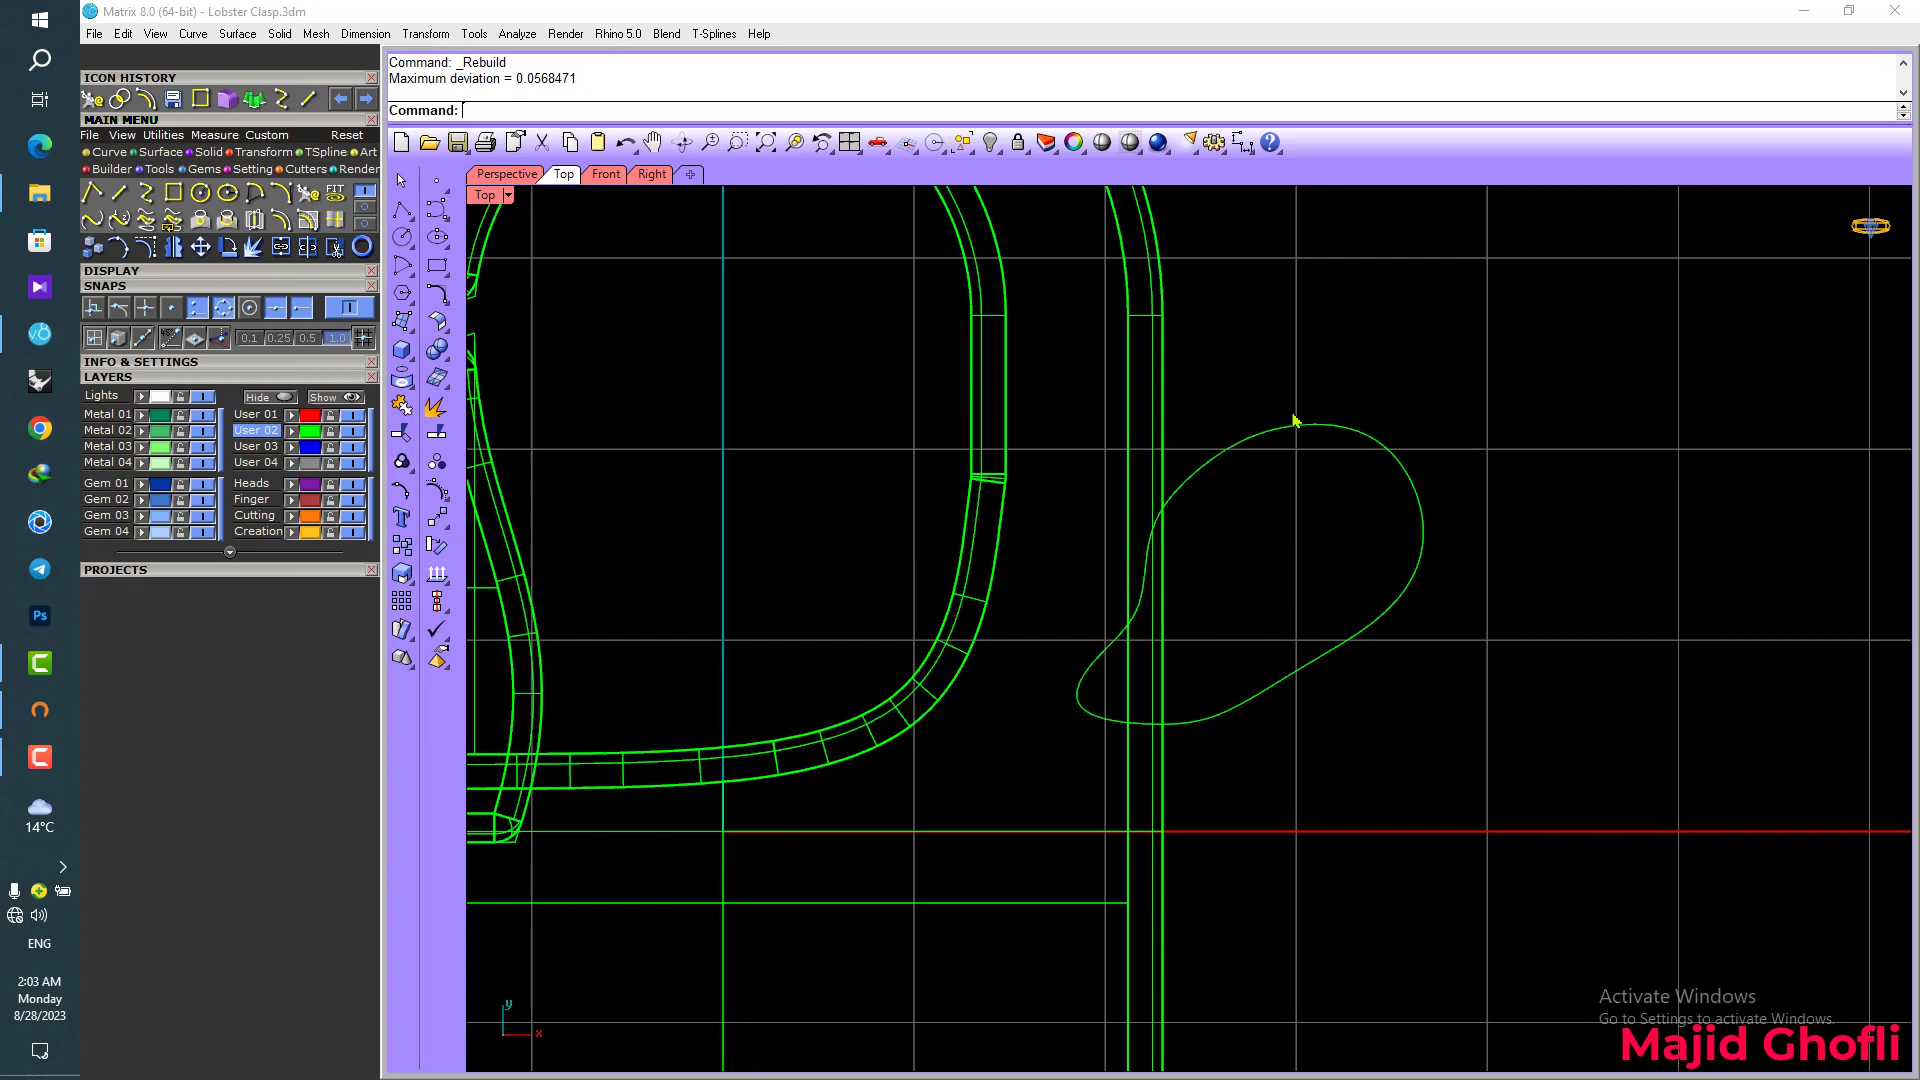 Matrix 8.0 (64-bit) - Lobster Clasp.3dm
File Edit View Curve Surface Solid Mesh Dimension Transform Tools Analyze Render Rhino 5.0 Blend T-Splines Help
ICON HISTORY
MAIN MENU
File View Utilities Measure Custom Reset
Curve Surface Solid Transform TSpline Art
Builder Tools Gems Setting Cutters Render
FIT
DISPLAY
SNAPS
0.1 0.25 0.5 1.0
INFO & SETTINGS
LAYERS
Lights Hide Show
Metal 01 User 01
Metal 02 User 02
Metal 03 User 03
Metal 04 User 04
Gem 01 Heads
Gem 02 Finger
Gem 03 Cutting
Gem 04 Creation
PROJECTS
Command: _Rebuild
Maximum deviation = 0.0568471
Command:
Perspective Top Front Right
Top
y
x
Ps
14°C
ENG
2:03 AM
Monday
8/28/2023
Activate Windows
Go to Settings to activate Windows.
Majid Ghofli